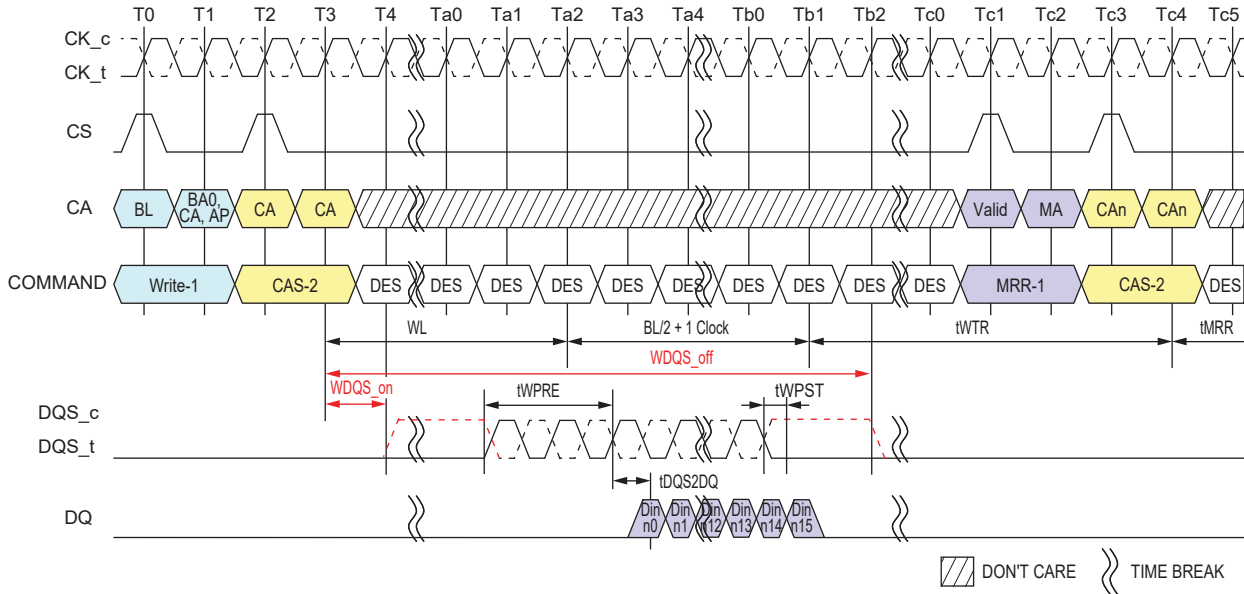 T0 T1 T2 T3 T4 Ta0 Ta1 Ta2 Ta3 Ta4 Tb0 Tb1 Tb2 Tc0 Tc1 Tc2 Tc3 Tc4 Tc5
CK_c
CK_t
CS
CA BL BA0, CA, AP CA CA Valid MA CAn CAn
COMMAND Write-1 CAS-2 DES DES DES DES DES DES DES DES DES DES MRR-1 CAS-2 DES
WL BL/2 + 1 Clock tWTR tMRR
WDQS_off
WDQS_on tWPRE tWPST
DQS_c
DQS_t
tDQS2DQ
DQ Din n0 Din n1 Din n12 Din n13 Din n14 Din n15
DON'T CARE TIME BREAK